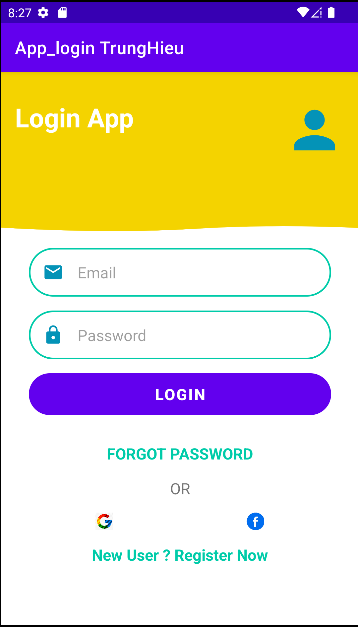 8:27
App_login TrungHieu
Login App
Email
Password
LOGIN
FORGOT PASSWORD
OR
New User ? Register Now